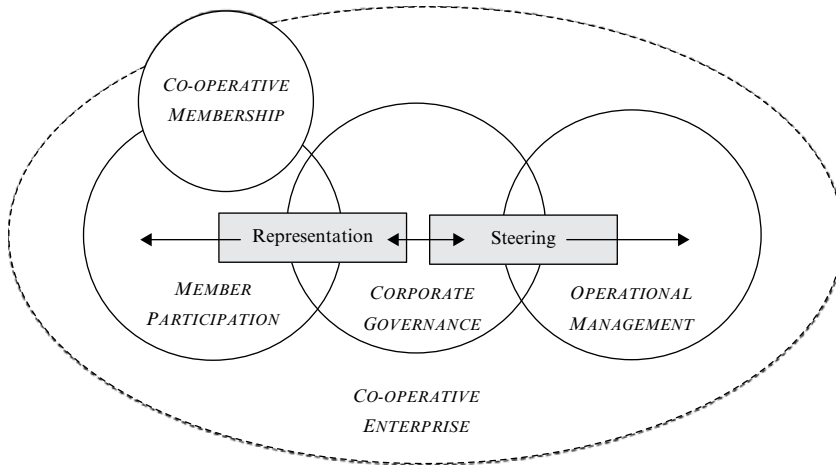 CO-OPERATIVE
MEMBERSHIP
Representation
Steering
MEMBER
PARTICIPATION
CORPORATE
GOVERNANCE
OPERATIONAL
MANAGEMENT
CO-OPERATIVE
ENTERPRISE